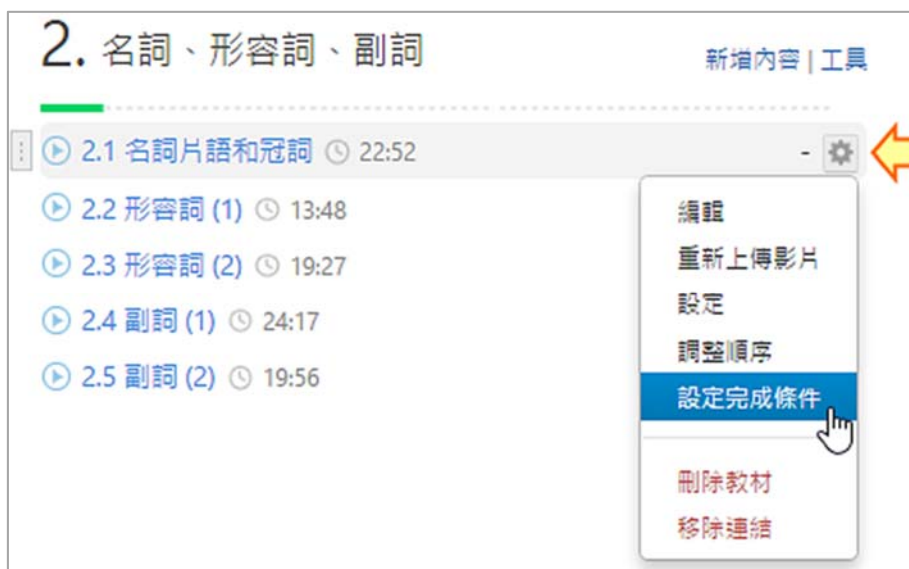 2. 名詞、形容詞、副詞
新增內容 | 工具
2.1 名詞片語和冠詞 22:52 -
2.2 形容詞 (1) 13:48
2.3 形容詞 (2) 19:27
2.4 副詞 (1) 24:17
2.5 副詞 (2) 19:56
編輯
重新上傳影片
設定
調整順序
設定完成條件
刪除教材
移除連結